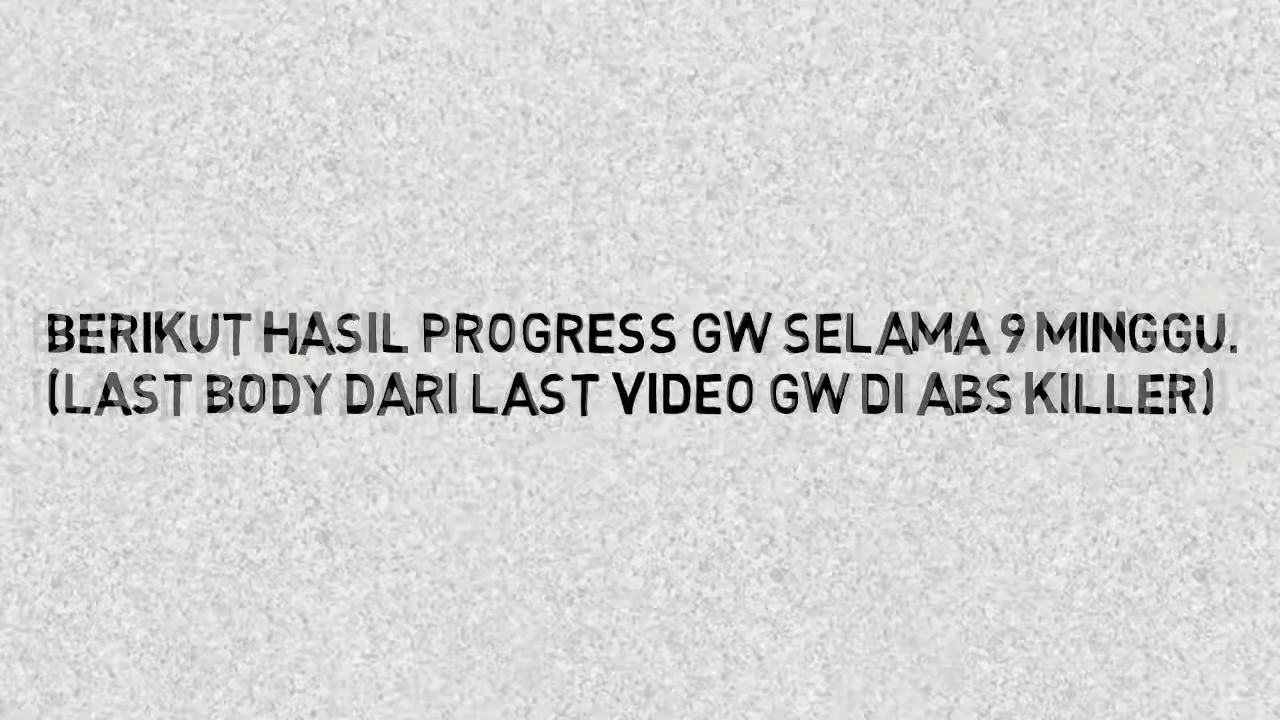 BERIKUT HASIL PROGRESS GW SELAMA 9 MINGGU.
(LAST BODY DARI LAST VIDEO GW DI ABS KILLER)